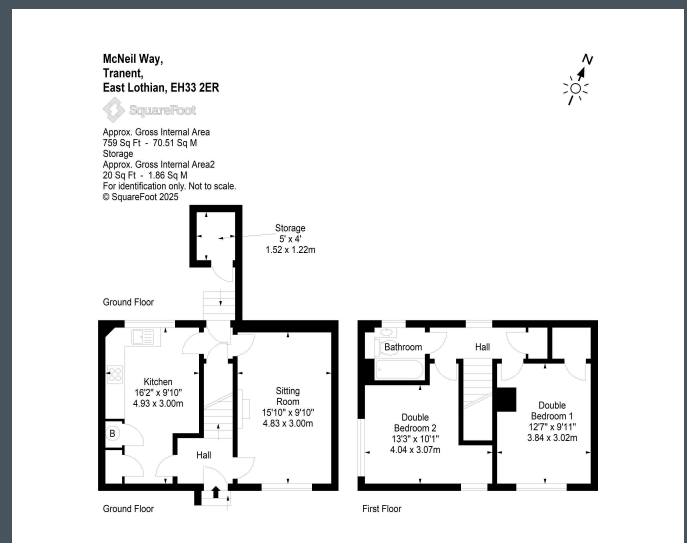 McNeil Way,
Tranent,
East Lothian, EH33 2ER
SquareFoot
Approx. Gross Internal Area
759 Sq Ft - 70.51 Sq M
Storage
Approx. Gross Internal Area2
20 Sq Ft - 1.86 Sq M
For identification only. Not to scale.
© SquareFoot 2025
N
Storage
5' x 4'
1.52 x 1.22m
Ground Floor
Kitchen
16'2" x 9'10"
4.93 x 3.00m
B
Hall
Sitting
Room
15'10" x 9'10"
4.83 x 3.00m
Ground Floor
Bathroom
Hall
Double
Bedroom 2
13'3" x 10'1"
4.04 x 3.07m
Double
Bedroom 1
12'7" x 9'11"
3.84 x 3.02m
First Floor